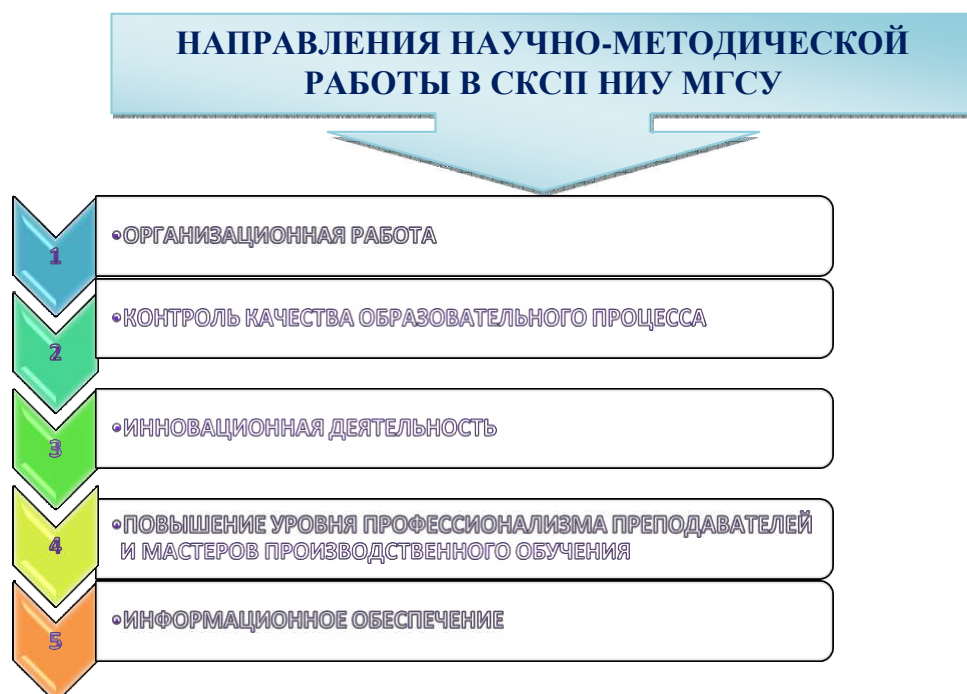 НАПРАВЛЕНИЯ НАУЧНО-МЕТОДИЧЕСКОЙ
РАБОТЫ В СКСП НИУ МГСУ
1
•ОРГАНИЗАЦИОННАЯ РАБОТА
2
•КОНТРОЛЬ КАЧЕСТВА ОБРАЗОВАТЕЛЬНОГО ПРОЦЕССА
3
•ИННОВАЦИОННАЯ ДЕЯТЕЛЬНОСТЬ
4
•ПОВЫШЕНИЕ УРОВНЯ ПРОФЕССИОНАЛИЗМА ПРЕПОДАВАТЕЛЕЙ
И МАСТЕРОВ ПРОИЗВОДСТВЕННОГО ОБУЧЕНИЯ
5
•ИНФОРМАЦИОННОЕ ОБЕСПЕЧЕНИЕ